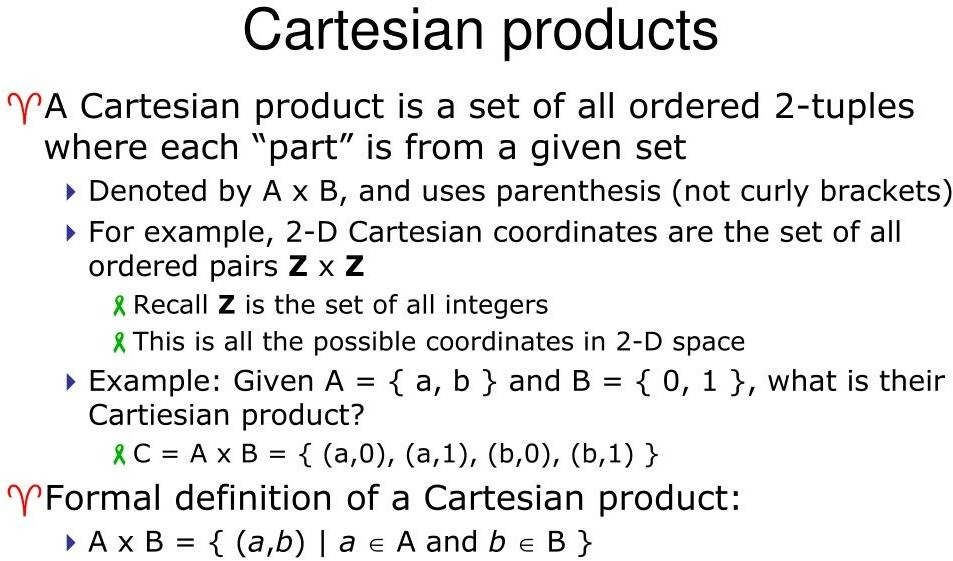 Cartesian products
A Cartesian product is a set of all ordered 2-tuples
where each “part” is from a given set
Denoted by A x B, and uses parenthesis (not curly brackets)
For example, 2-D Cartesian coordinates are the set of all
ordered pairs Z x Z
Recall Z is the set of all integers
This is all the possible coordinates in 2-D space
Example: Given A = { a, b } and B = { 0, 1 }, what is their
Cartiesian product?
C = A x B = { (a,0), (a,1), (b,0), (b,1) }
Formal definition of a Cartesian product:
A x B = { (a,b) | a ∈ A and b ∈ B }